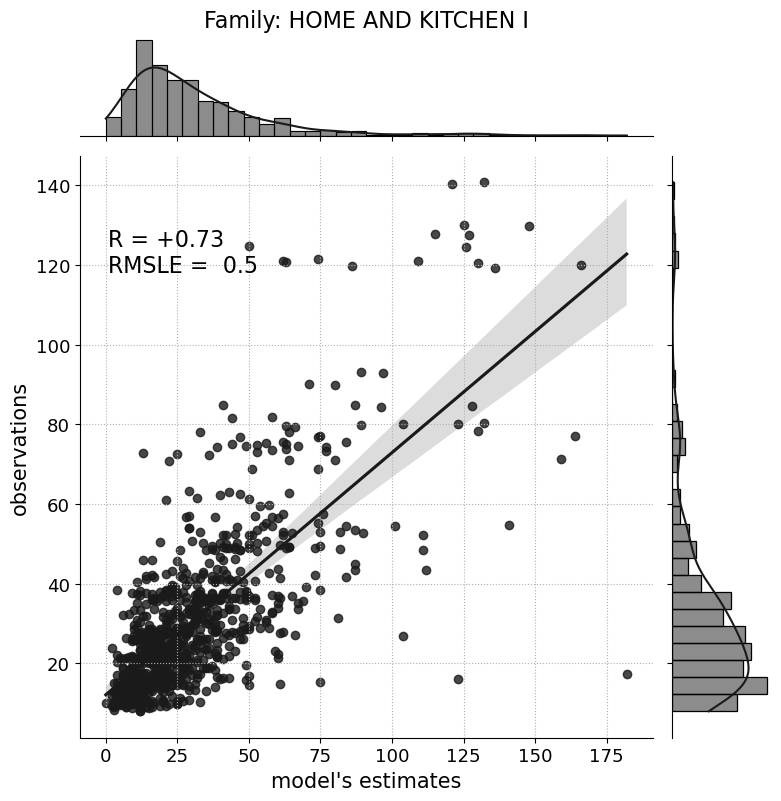 Family: HOME AND KITCHEN I
R = +0.73
RMSLE =  0.5
140
120
100
80
60
40
20
observations
0 25 50 75 100 125 150 175
model's estimates